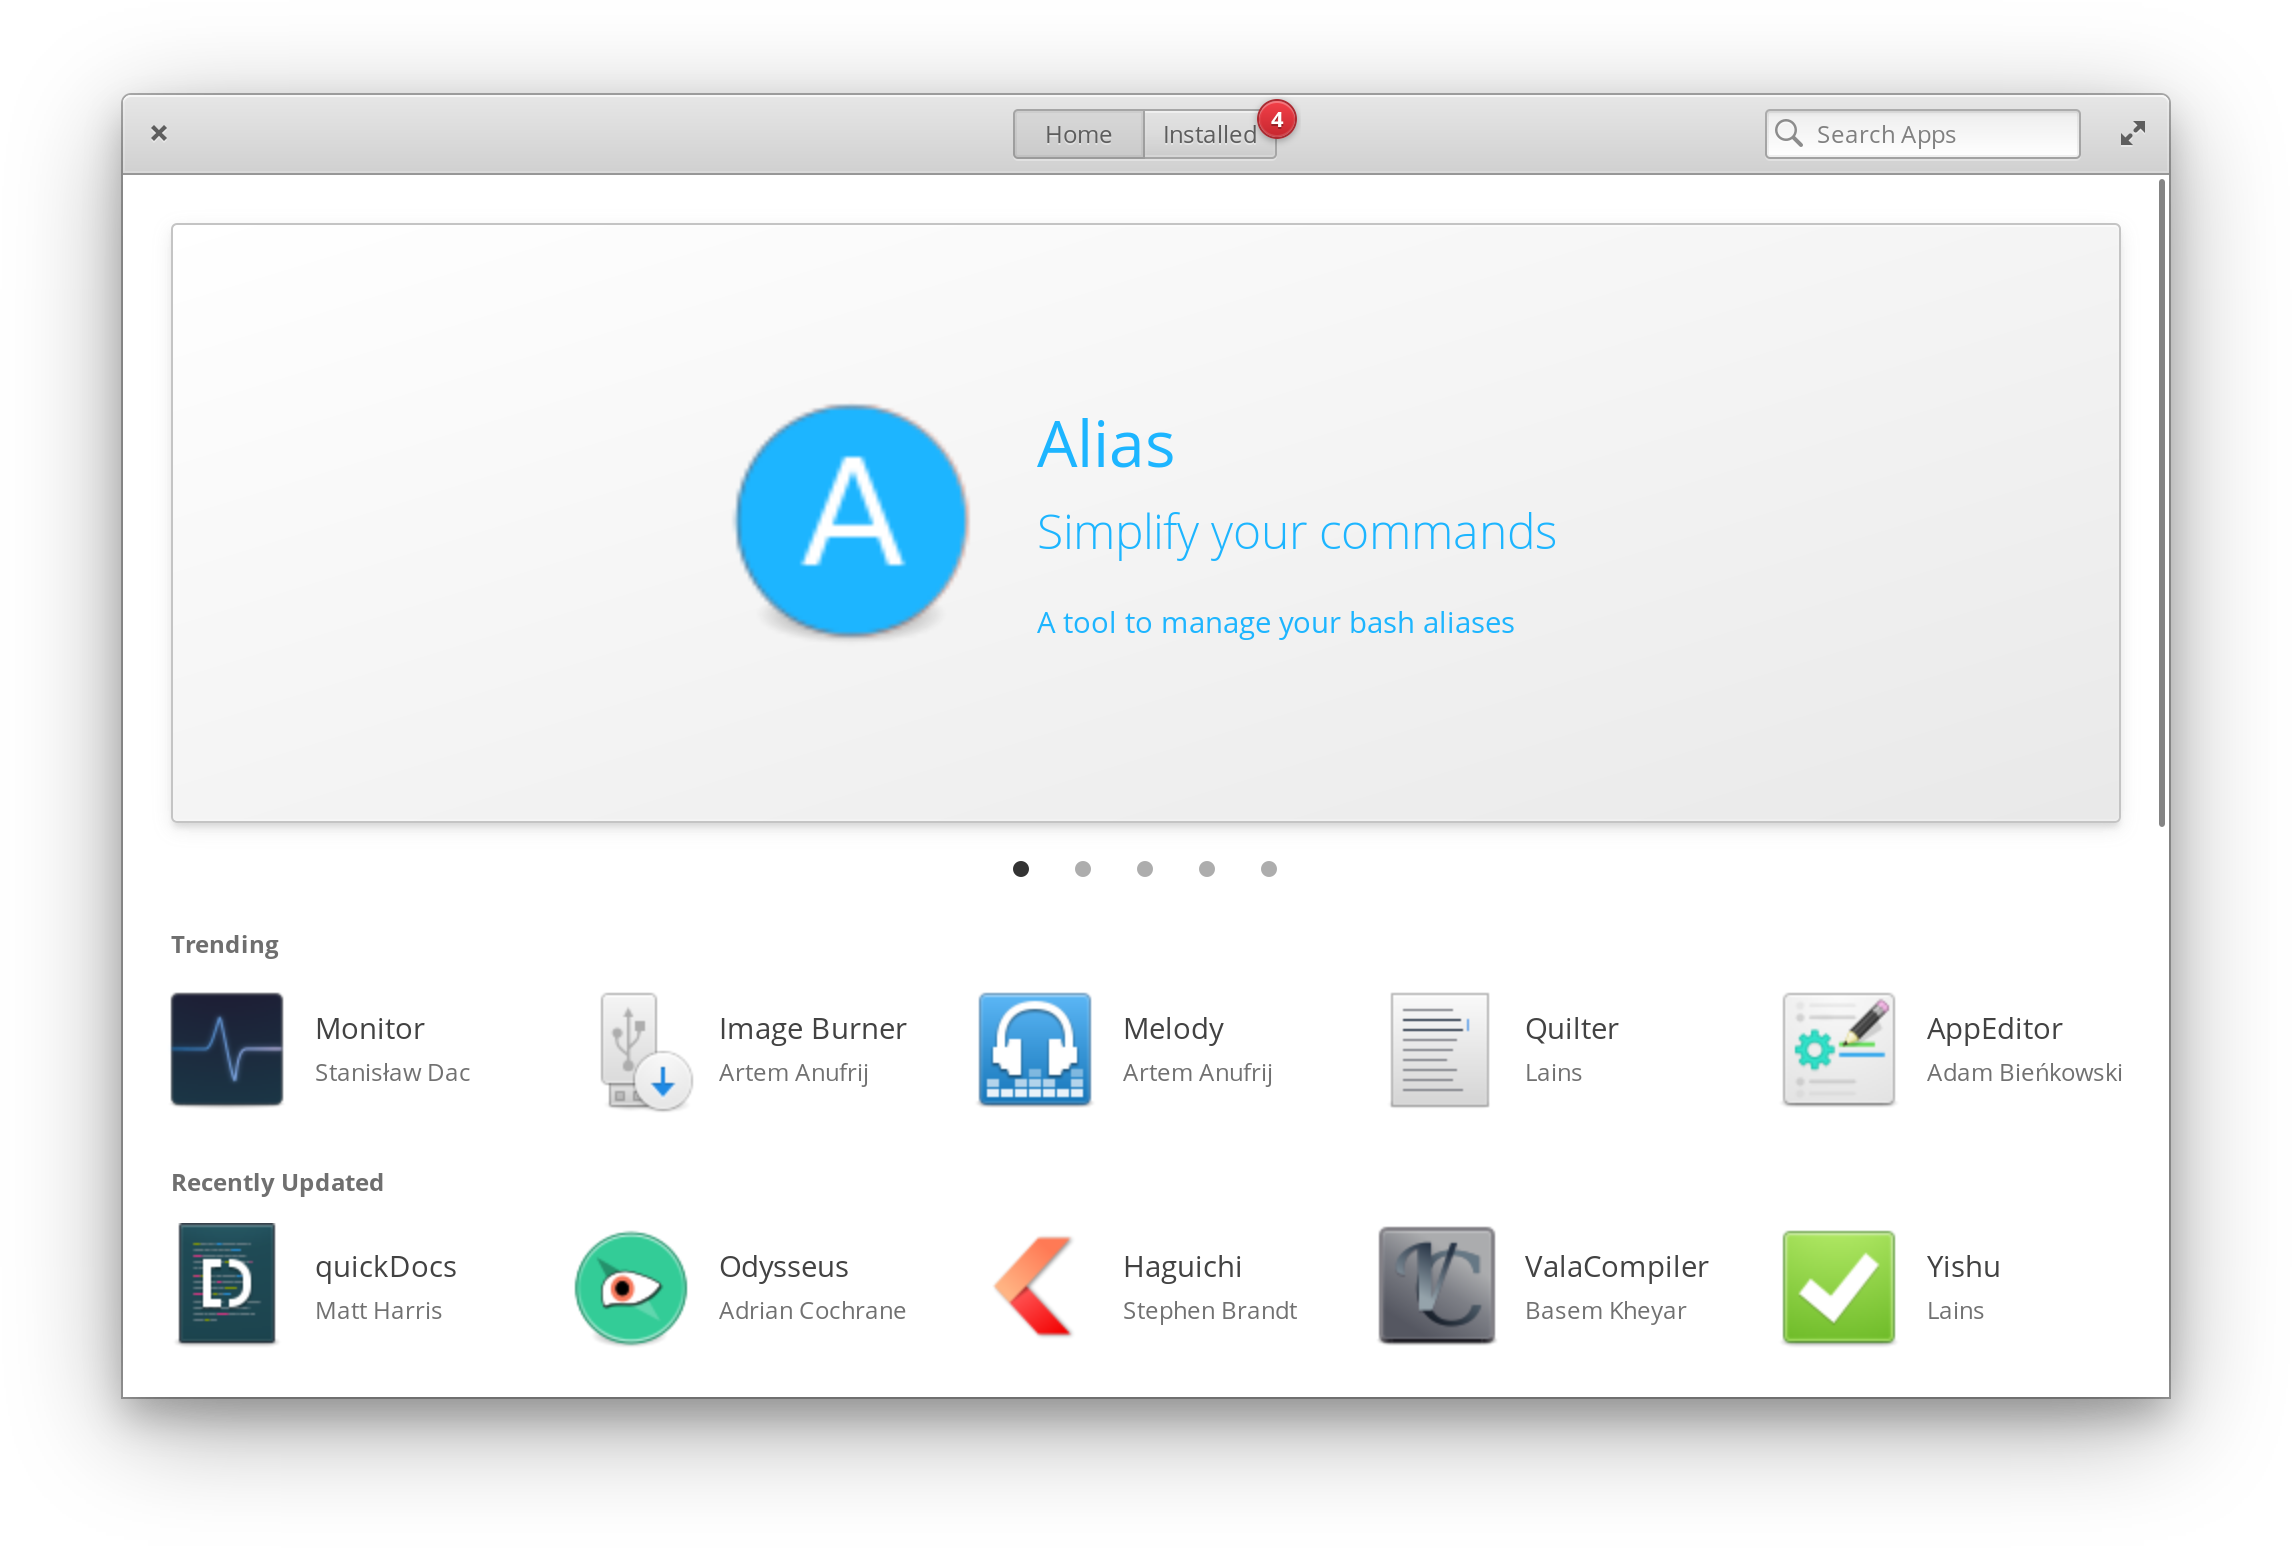 Home
Installed
4
Search Apps
A
Alias
Simplify your commands
A tool to manage your bash aliases
Trending
Monitor
Stanisław Dac
Image Burner
Artem Anufrij
Melody
Artem Anufrij
Quilter
Lains
AppEditor
Adam Bieńkowski
Recently Updated
quickDocs
Matt Harris
Odysseus
Adrian Cochrane
Haguichi
Stephen Brandt
ValaCompiler
Basem Kheyar
Yishu
Lains